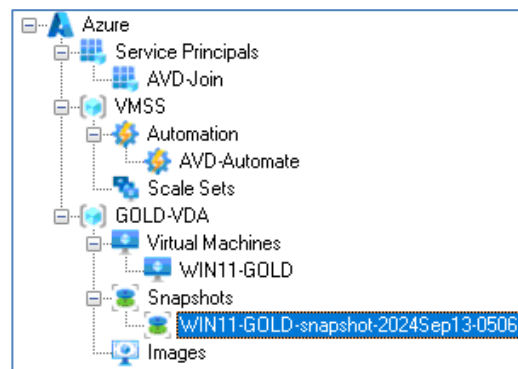 Azure
Service Principals
AVD-Join
VMSS
Automation
AVD-Automate
Scale Sets
GOLD-VDA
Virtual Machines
WIN11-GOLD
Snapshots
WIN11-GOLD-snapshot-2024Sep13-0506
Images